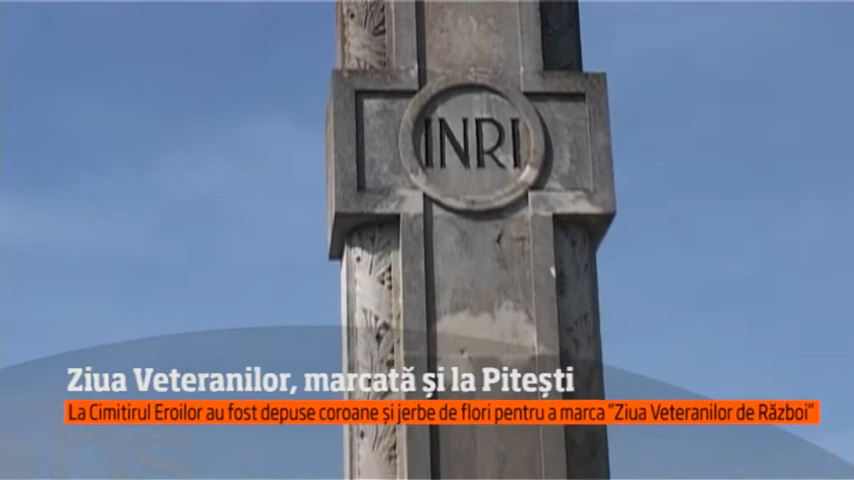 INRI
Ziua Veteranilor, marcată și la Pitești
La Cimitirul Eroilor au fost depuse coroane și jerbe de flori pentru a marca "Ziua Veteranilor de Război"